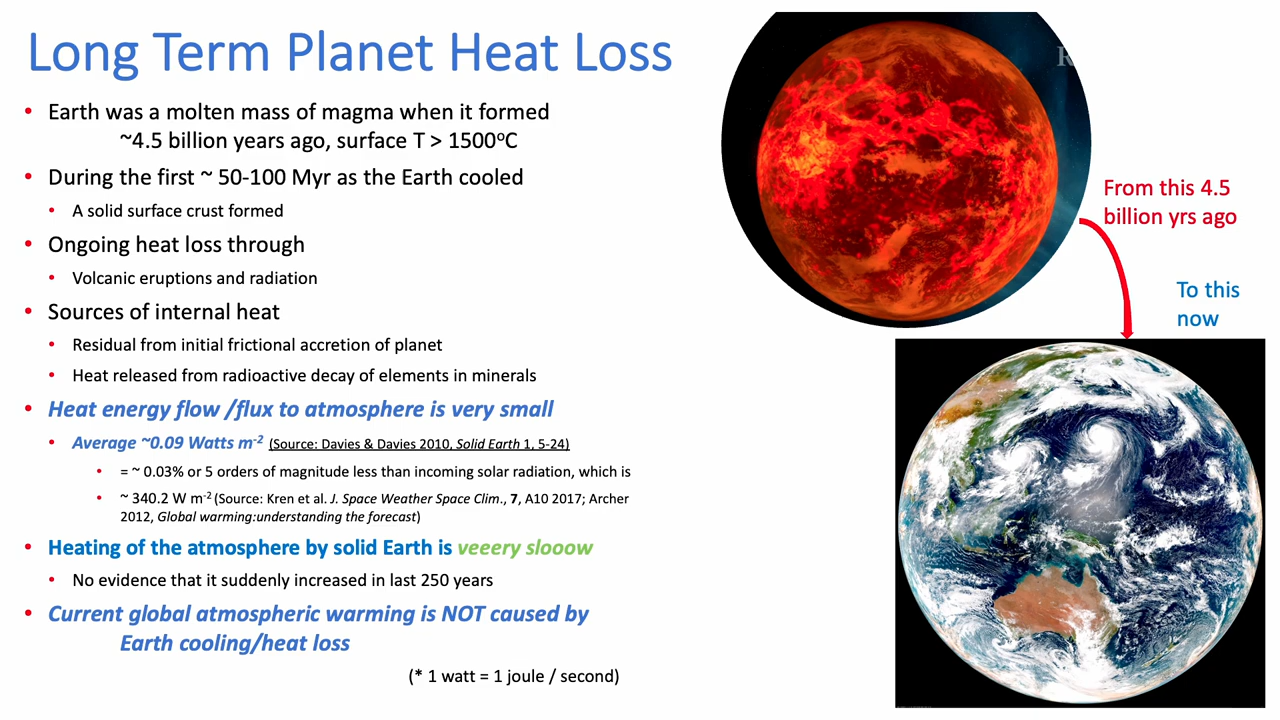 Long Term Planet Heat Loss
• Earth was a molten mass of magma when it formed
~4.5 billion years ago, surface T > 1500°C
• During the first ~ 50-100 Myr as the Earth cooled
• A solid surface crust formed
• Ongoing heat loss through
• Volcanic eruptions and radiation
• Sources of internal heat
• Residual from initial frictional accretion of planet
• Heat released from radioactive decay of elements in minerals
• Heat energy flow /flux to atmosphere is very small
• Average ~0.09 Watts m⁻² (Source: Davies & Davies 2010, Solid Earth 1, 5-24)
• = ~ 0.03% or 5 orders of magnitude less than incoming solar radiation, which is
• ~ 340.2 W m⁻² (Source: Kren et al. J. Space Weather Space Clim., 7, A10 2017; Archer
2012, Global warming:understanding the forecast)
• Heating of the atmosphere by solid Earth is veeery slooow
• No evidence that it suddenly increased in last 250 years
• Current global atmospheric warming is NOT caused by
Earth cooling/heat loss
(* 1 watt = 1 joule / second)
R
From this 4.5
billion yrs ago
To this
now